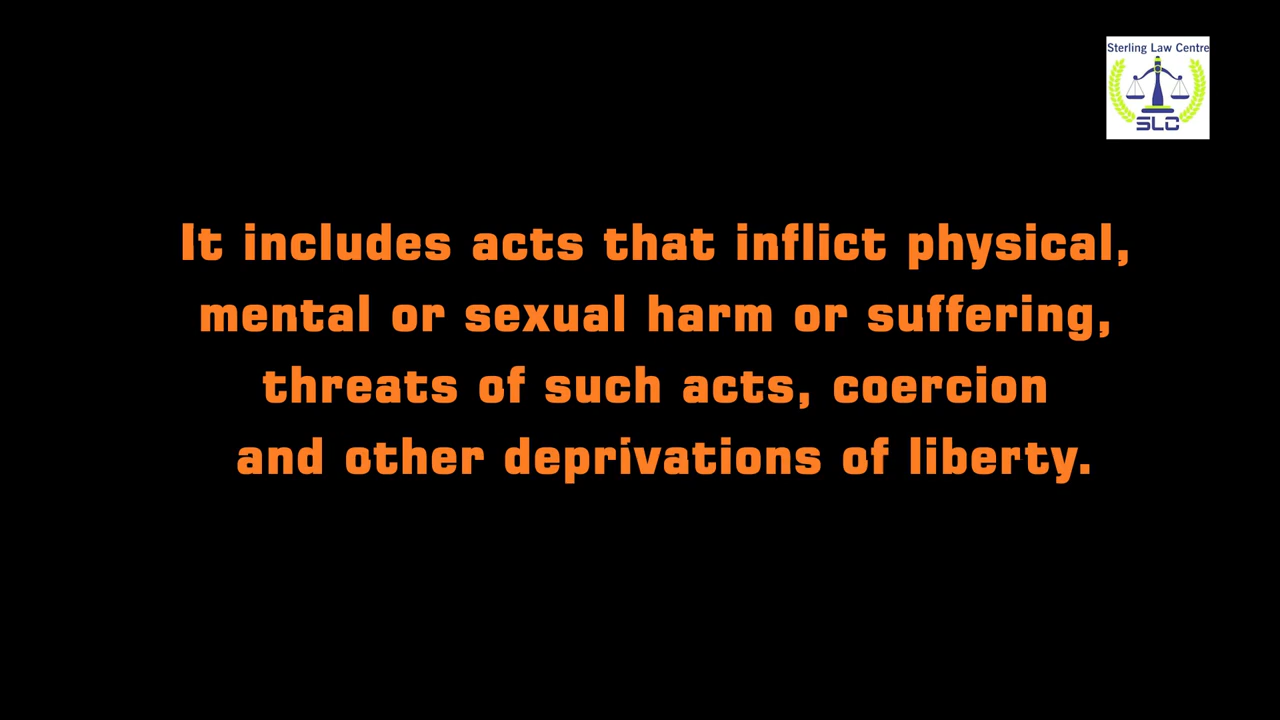 Sterling Law Centre
SLC
It includes acts that inflict physical,
mental or sexual harm or suffering,
threats of such acts, coercion
and other deprivations of liberty.